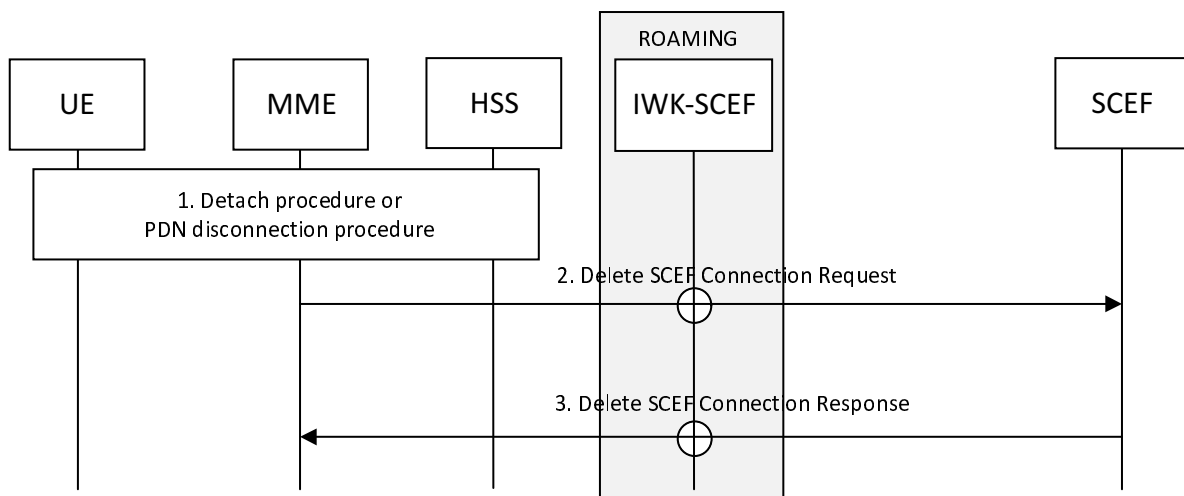 ROAMING
UE
MME
HSS
IWK-SCEF
SCEF
1. Detach procedure or
PDN disconnection procedure
2. Delete SCEF Connection Request
3. Delete SCEF Connection Response